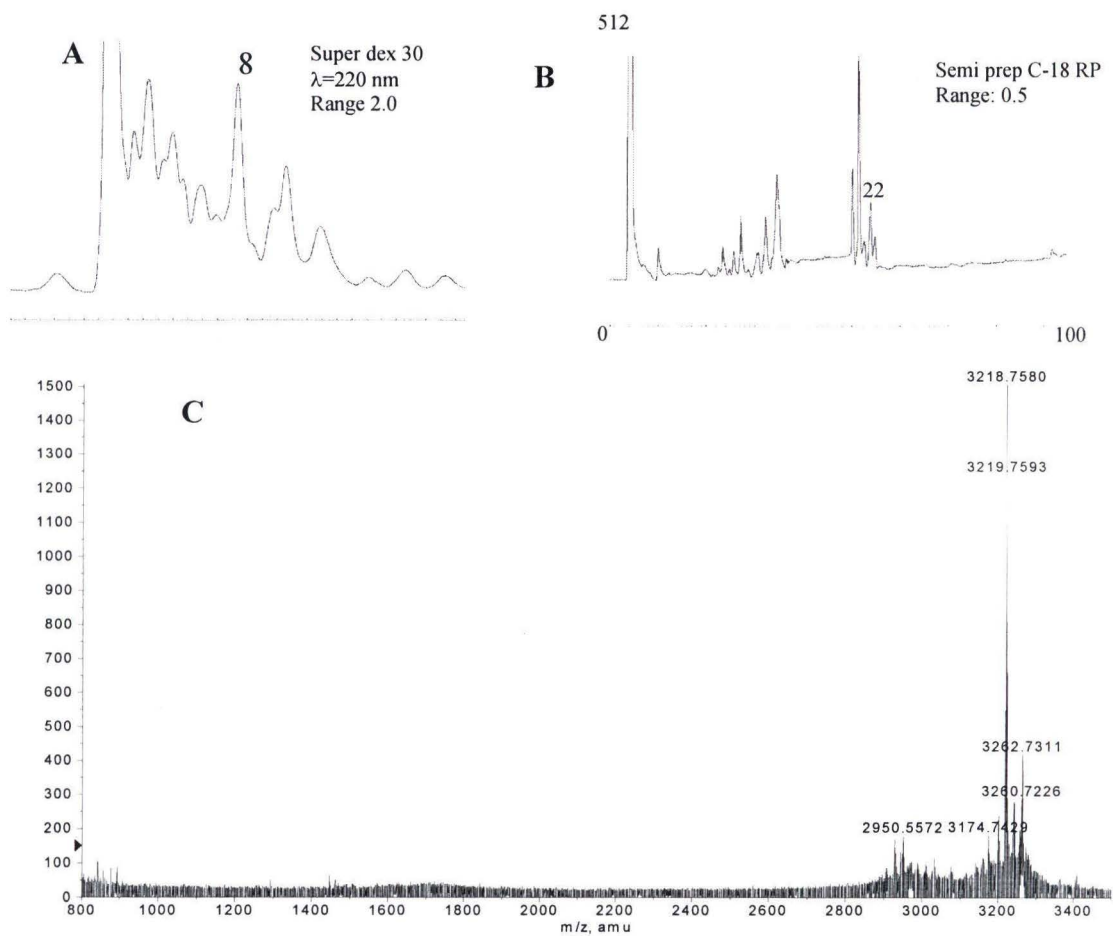 A
8
Super dex 30
λ=220 nm
Range 2.0
512
B
Semi prep C-18 RP
Range: 0.5
22
0
100
C
3218.7580
3219.7593
3262.7311
3260.7226
2950.5572 3174.7429
1500
1400
1300
1200
1100
1000
900
800
700
600
500
400
300
200
100
0
800 1000 1200 1400 1600 1800 2000 2200 2400 2600 2800 3000 3200 3400
m/z, amu